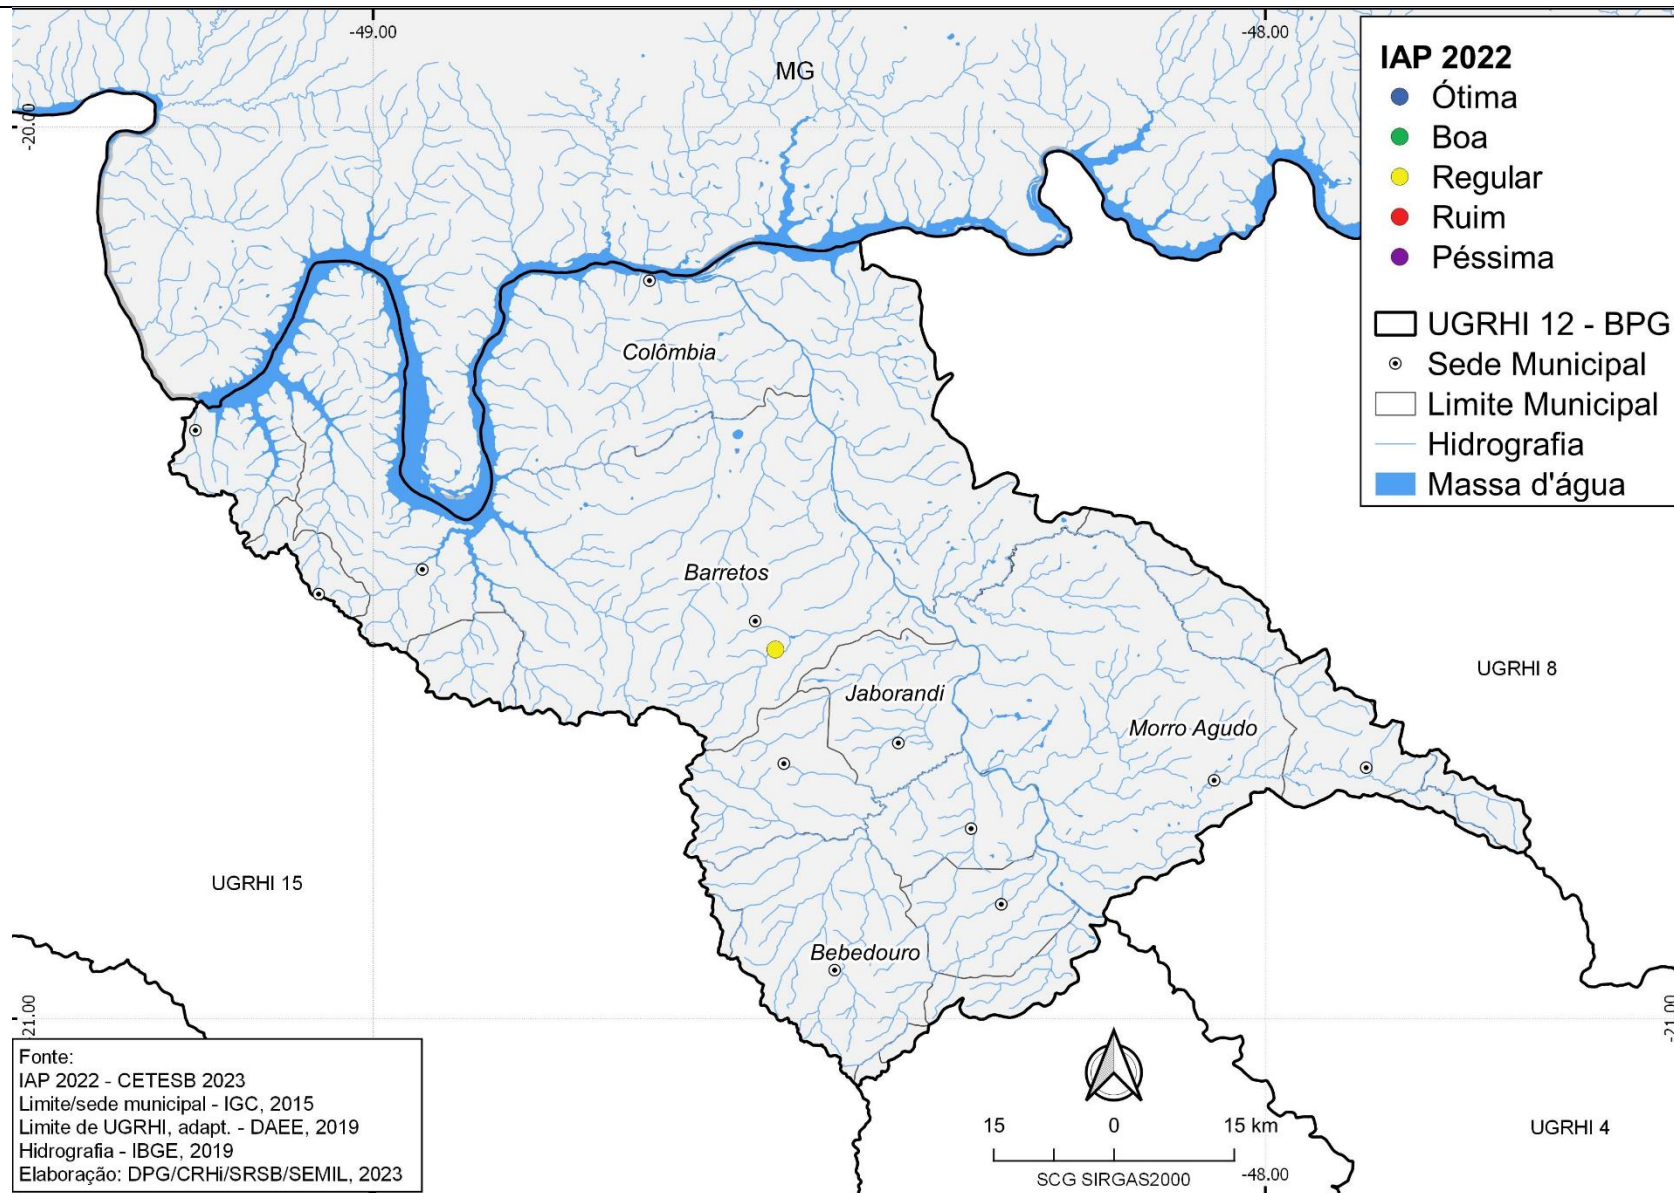 -49.00
-48.00
MG
-20.00
IAP 2022
Ótima
Boa
Regular
Ruim
Péssima
UGRHI 12 - BPG
Sede Municipal
Limite Municipal
Hidrografia
Massa d'água
Colômbia
Barretos
Jaborandi
Morro Agudo
UGRHI 8
UGRHI 15
Bebedouro
-21.00
-21.00
Fonte:
IAP 2022 - CETESB 2023
Limite/sede municipal - IGC, 2015
Limite de UGRHI, adapt. - DAEE, 2019
Hidrografia - IBGE, 2019
Elaboração: DPG/CRHi/SRSB/SEMIL, 2023
15 0 15 km
SCG SIRGAS2000
-48.00
UGRHI 4